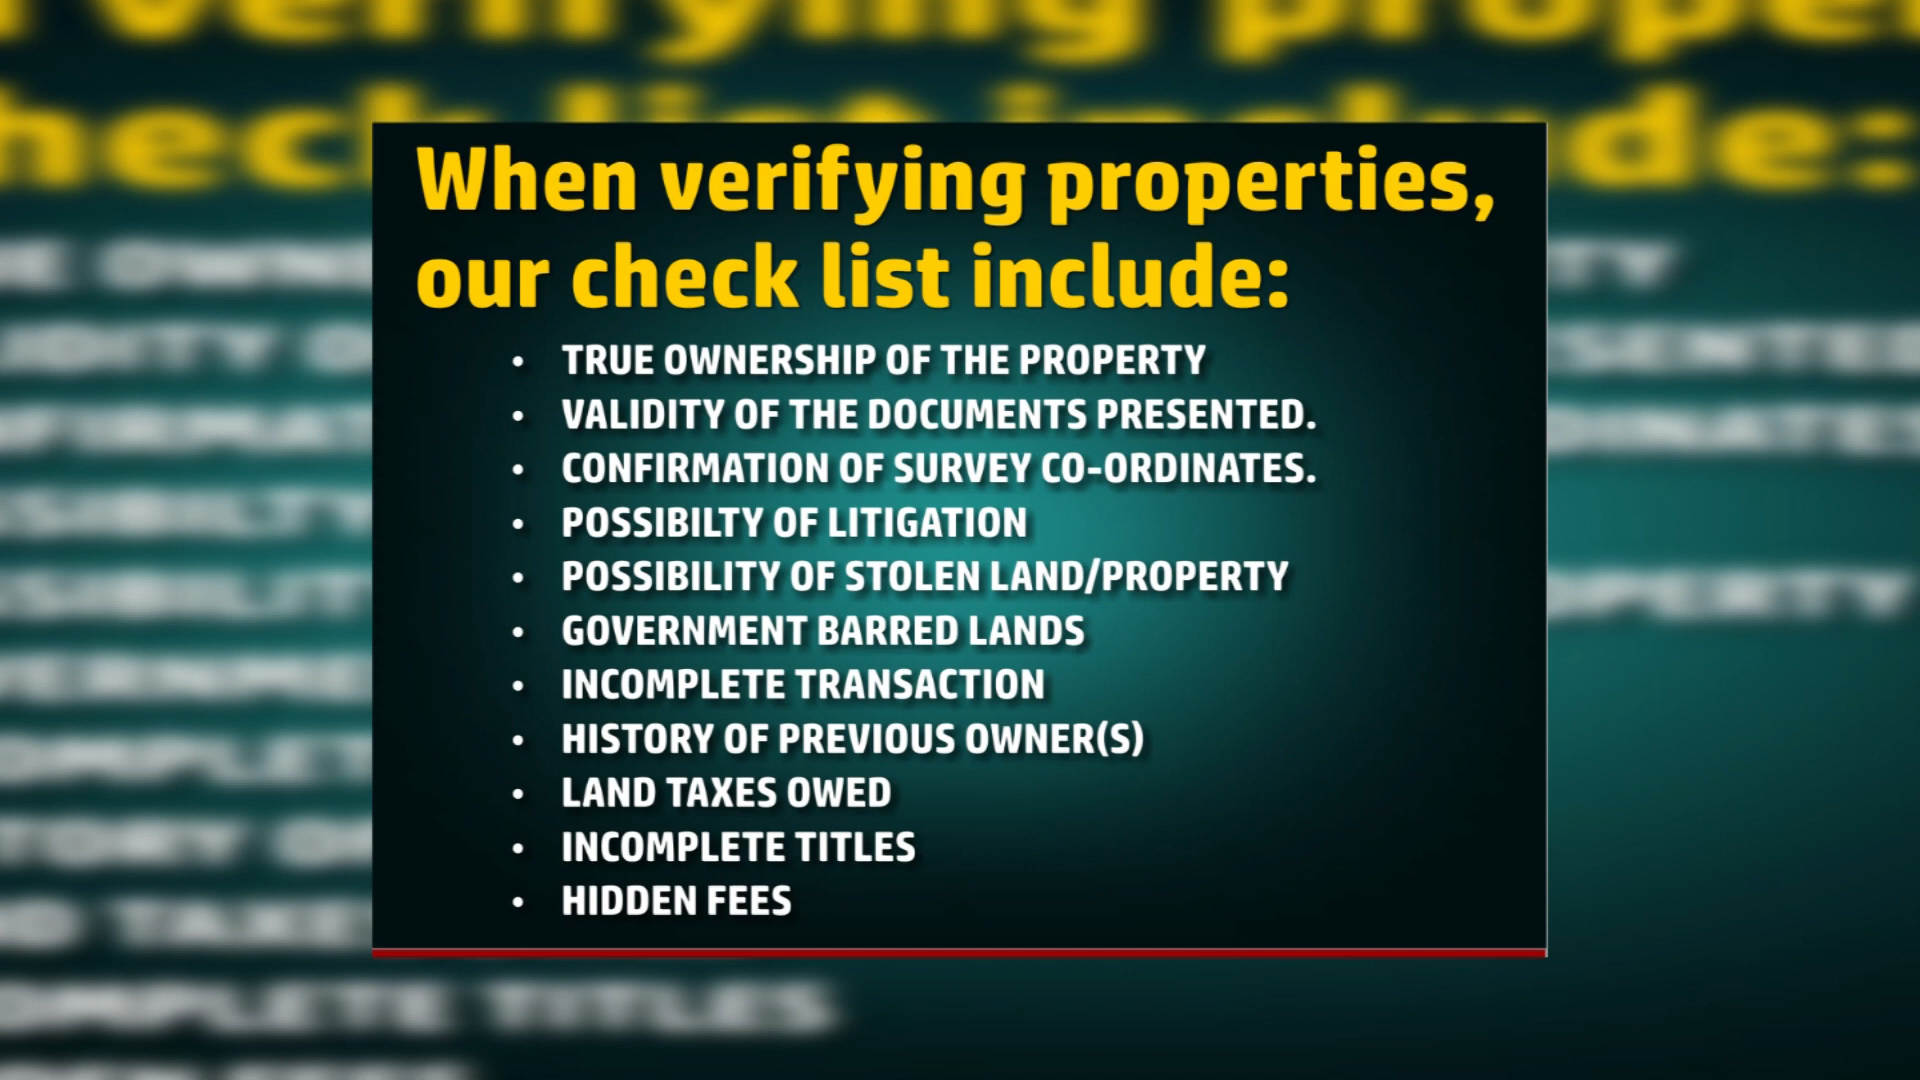 When verifying properties,
our check list include:
• TRUE OWNERSHIP OF THE PROPERTY
• VALIDITY OF THE DOCUMENTS PRESENTED.
• CONFIRMATION OF SURVEY CO-ORDINATES.
• POSSIBILTY OF LITIGATION
• POSSIBILITY OF STOLEN LAND/PROPERTY
• GOVERNMENT BARRED LANDS
• INCOMPLETE TRANSACTION
• HISTORY OF PREVIOUS OWNER(S)
• LAND TAXES OWED
• INCOMPLETE TITLES
• HIDDEN FEES